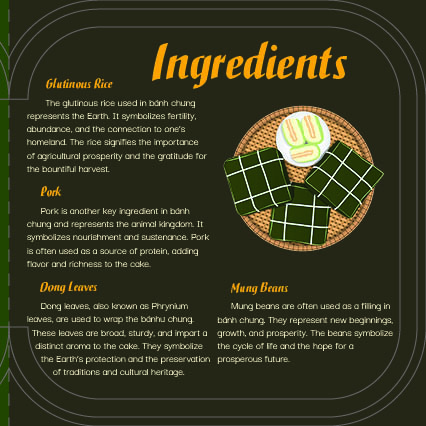 Ingredients
Glutinous Rice
The glutinous rice used in bánh chung
represents the Earth. It symbolizes fertility,
abundance, and the connection to one's
homeland. The rice signifies the importance
of agricultural prosperity and the gratitude for
the bountiful harvest.
Pork
Pork is another key ingredient in bánh
chung and represents the animal kingdom. It
symbolizes nourishment and sustenance. Pork
is often used as a source of protein, adding
flavor and richness to the cake.
Dong Leaves
Dong leaves, also known as Phrynium
leaves, are used to wrap the bánhu chung.
These leaves are broad, sturdy, and impart a
distinct aroma to the cake. They symbolize
the Earth's protection and the preservation
of traditions and cultural heritage.
Mung Beans
Mung beans are often used as a filling in
bánh chung. They represent new beginnings,
growth, and prosperity. The beans symbolize
the cycle of life and the hope for a
prosperous future.